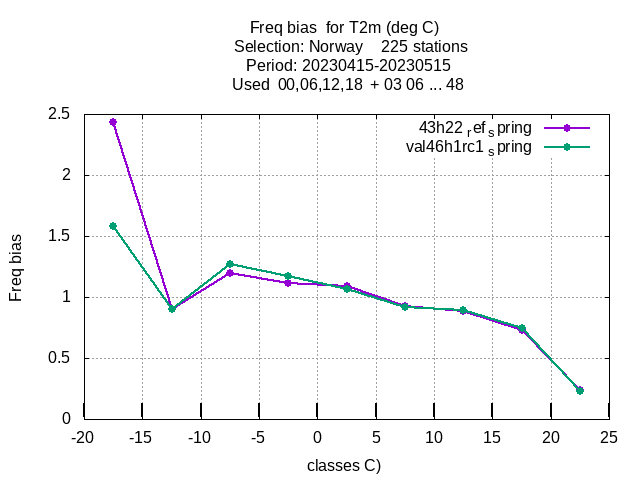 Freq bias  for T2m (deg C)
Selection: Norway    225 stations
Period: 20230415-20230515
Used  00,06,12,18  + 03 06 ... 48
43h22 ref spring
val46h1rc1 spring
2.5
2
1.5
1
0.5
0
Freq bias
-20 -15 -10 -5 0 5 10 15 20 25
classes C)